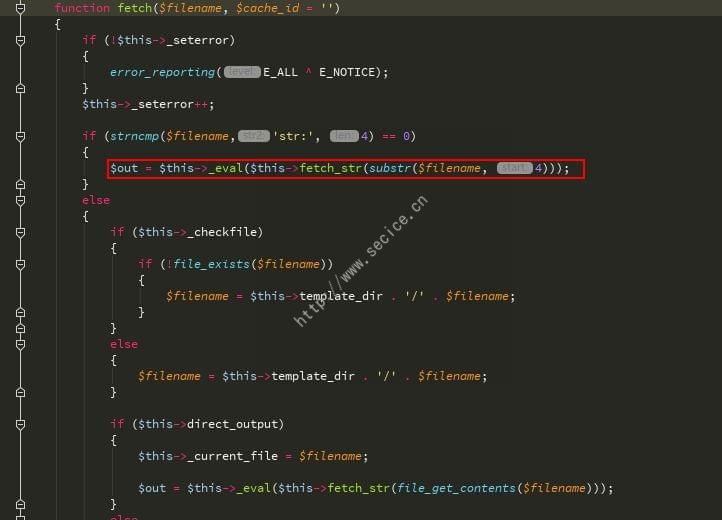 function fetch($filename, $cache_id = '')
{
if (!$this->_seterror)
{
error_reporting( level: E_ALL ^ E_NOTICE);
}
$this->_seterror++;
if (strncmp($filename, str2: 'str:', len: 4) == 0)
{
$out = $this->_eval($this->fetch_str(substr($filename, start: 4)));
}
else
{
if ($this->_checkfile)
{
if (!file_exists($filename))
{
$filename = $this->template_dir . '/' . $filename;
}
}
else
{
$filename = $this->template_dir . '/' . $filename;
}
if ($this->direct_output)
{
$this->_current_file = $filename;
$out = $this->_eval($this->fetch_str(file_get_contents($filename)));
}
else
http://www.secice.cn